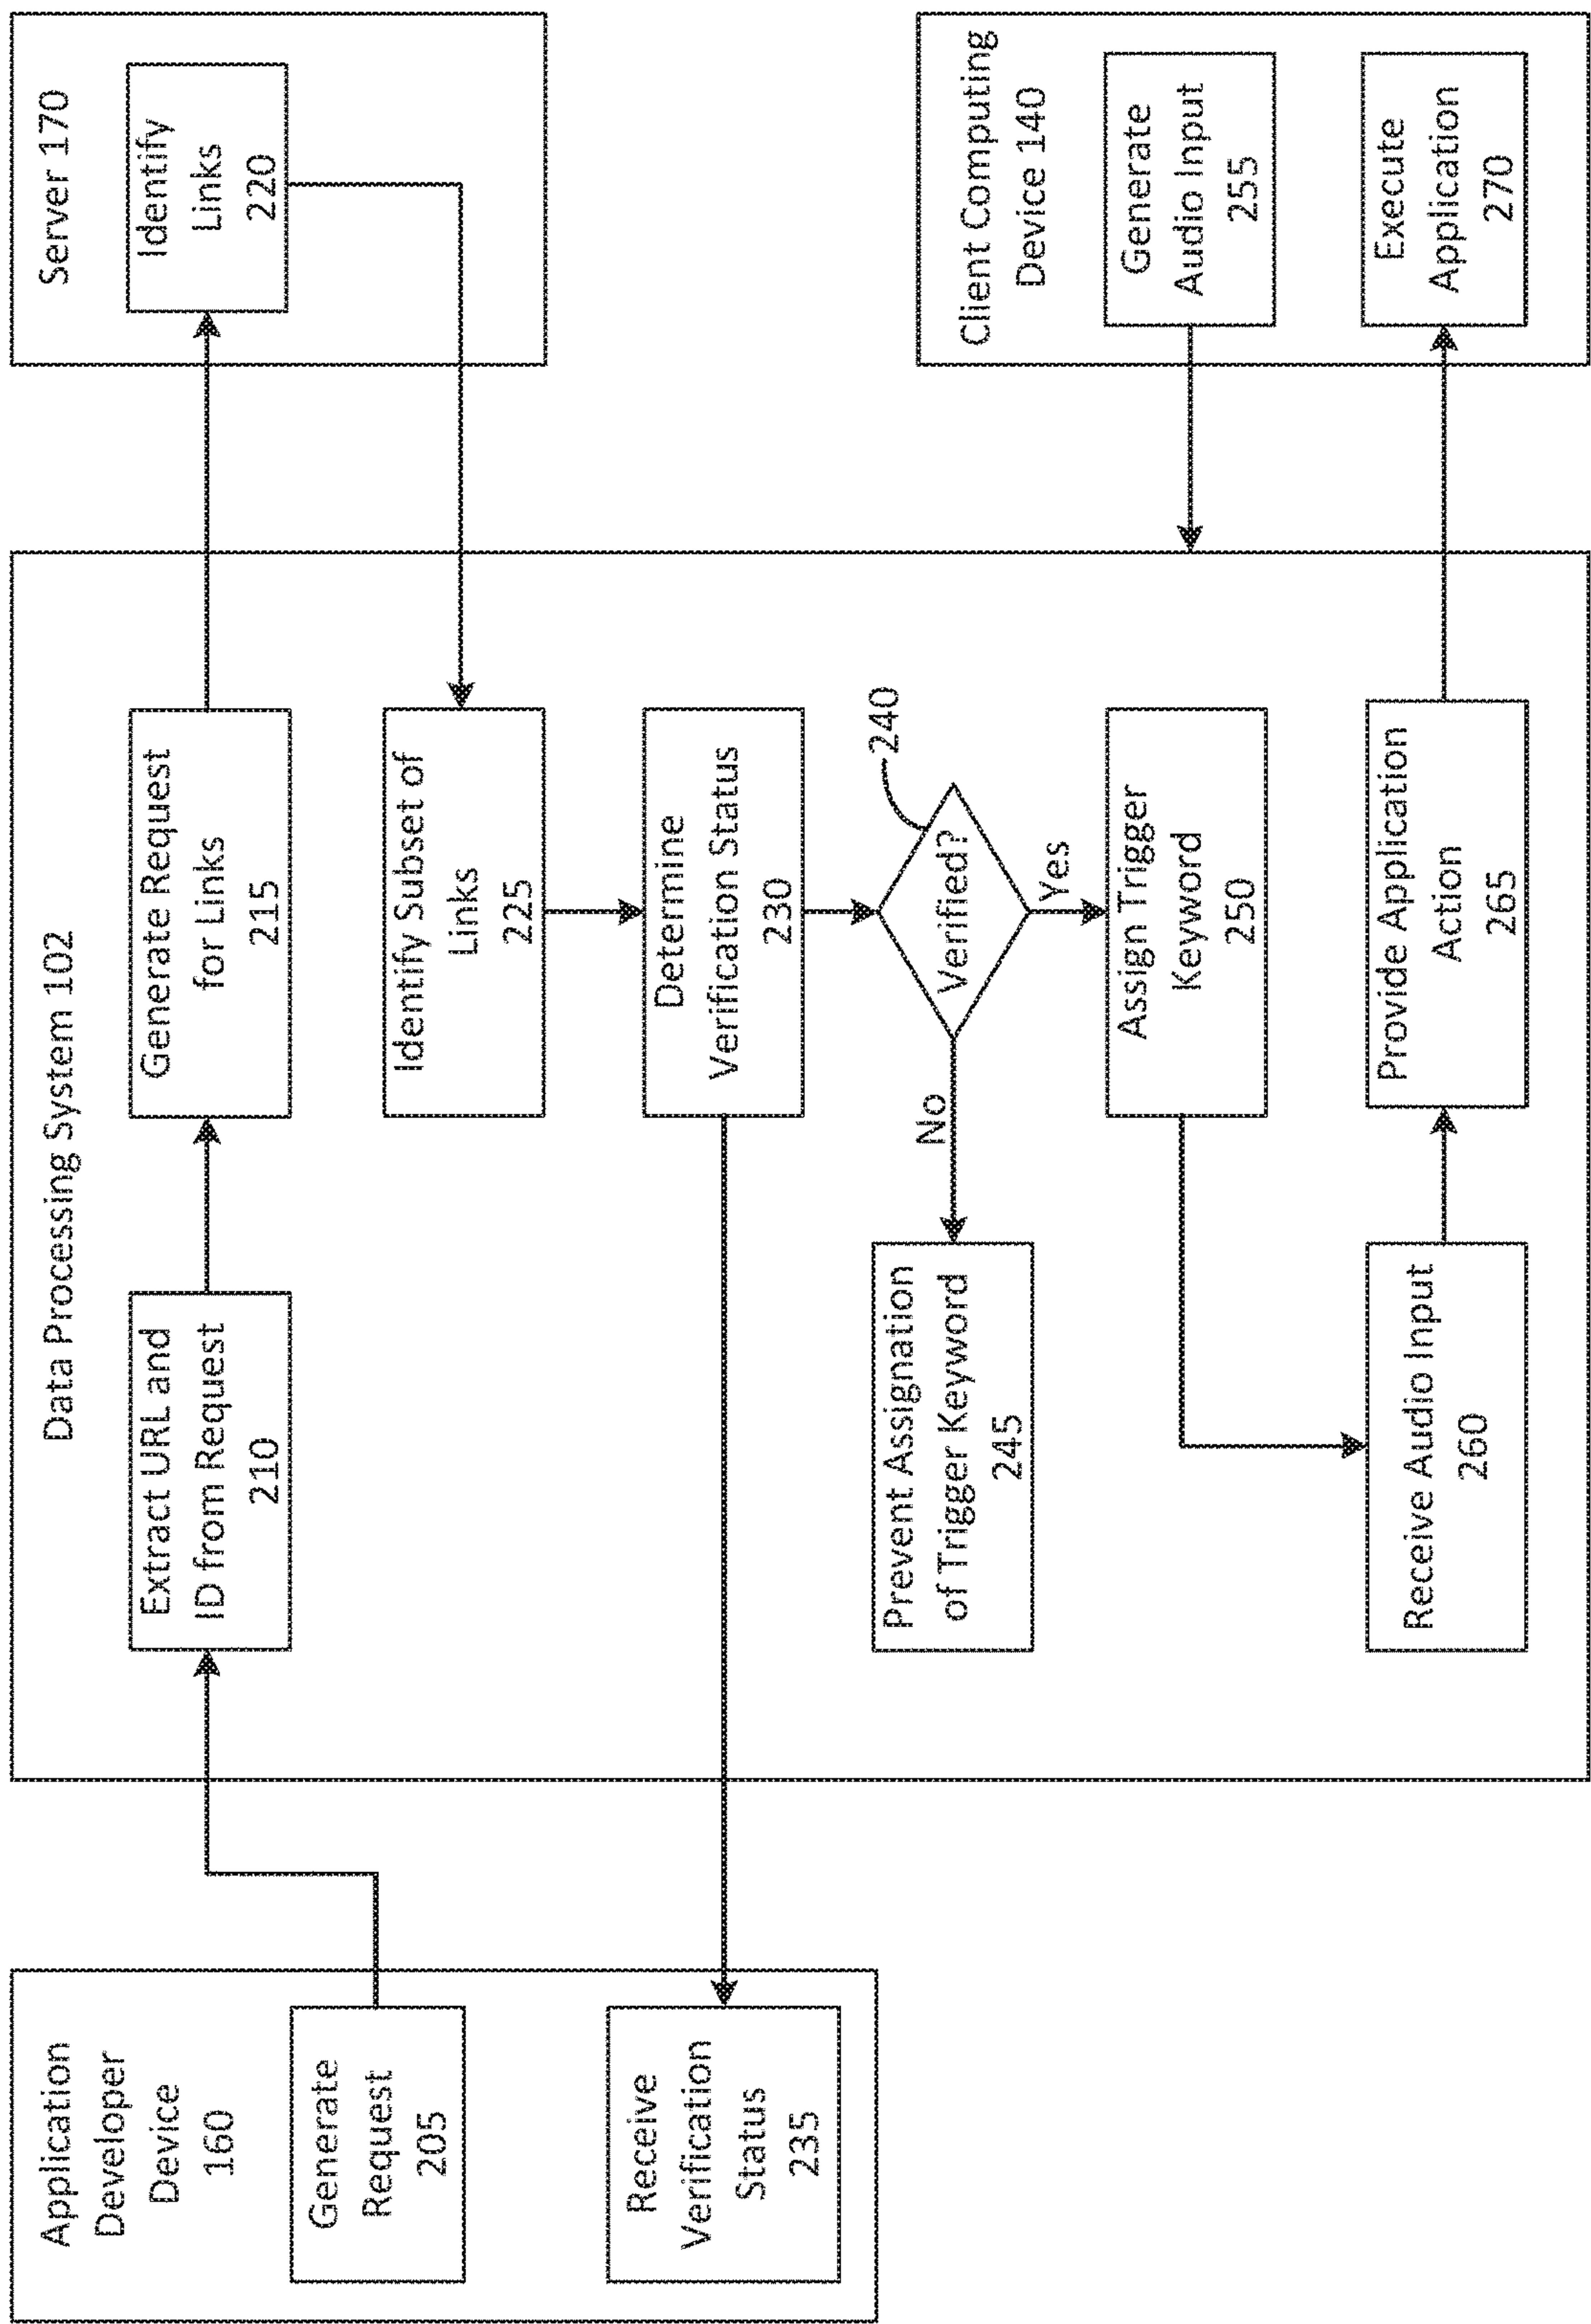 Application
Developer
Device
160
Generate
Request
205
Receive
Verification
Status
235
Data Processing System 102
Extract URL and
ID from Request
210
Generate Request
for Links
215
Identify Subset of
Links
225
Determine
Verification Status
230
Verified?
240
No
Yes
Prevent Assignation
of Trigger Keyword
245
Assign Trigger
Keyword
250
Receive Audio Input
260
Provide Application
Action
265
Server 170
Identify
Links
220
Client Computing
Device 140
Generate
Audio Input
255
Execute
Application
270